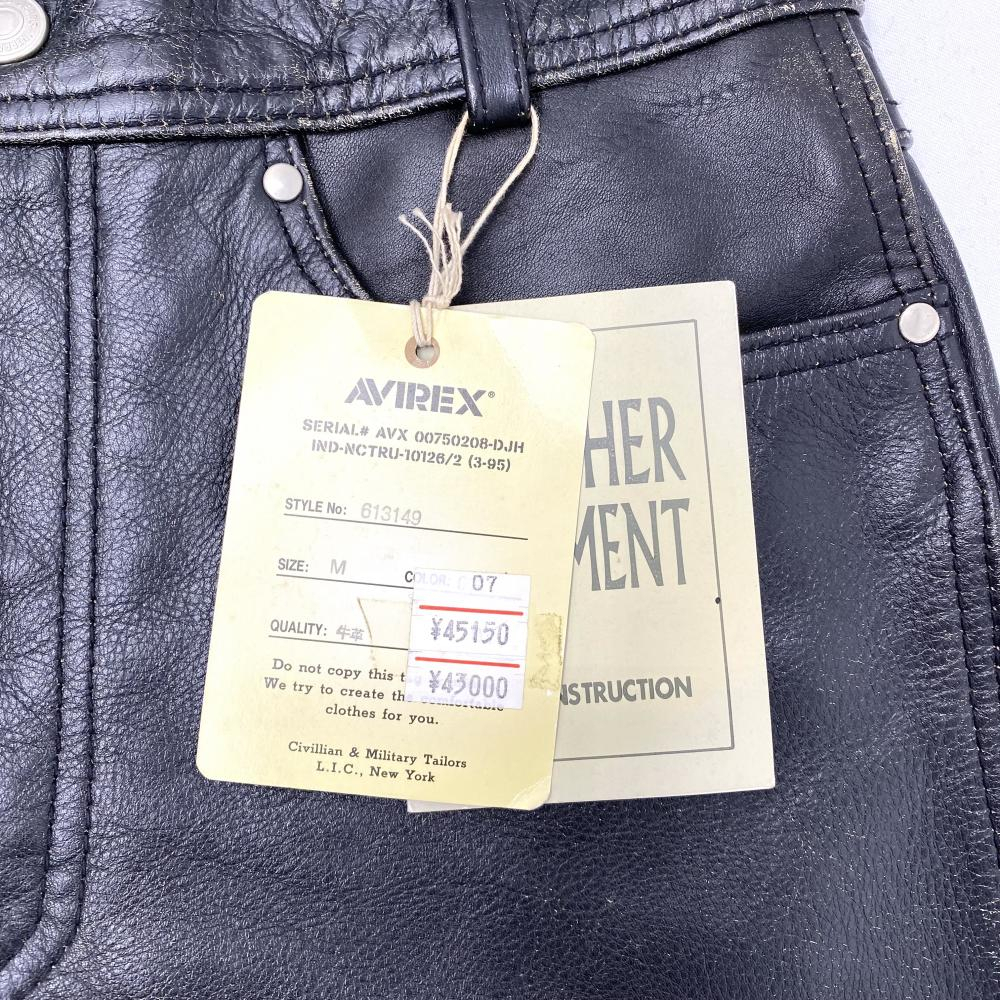 AVIREX®
SERIAL# AVX 00750208-DJH
IND-NCTRU-10126/2 (3-95)
STYLE No: 613149
SIZE: M
COLOR: 07
QUALITY: 牛革
¥45150
¥43000
Do not copy this
We try to create the comfortable
clothes for you.
Civillian & Military Tailors
L.I.C., New York
HER
MENT
NSTRUCTION